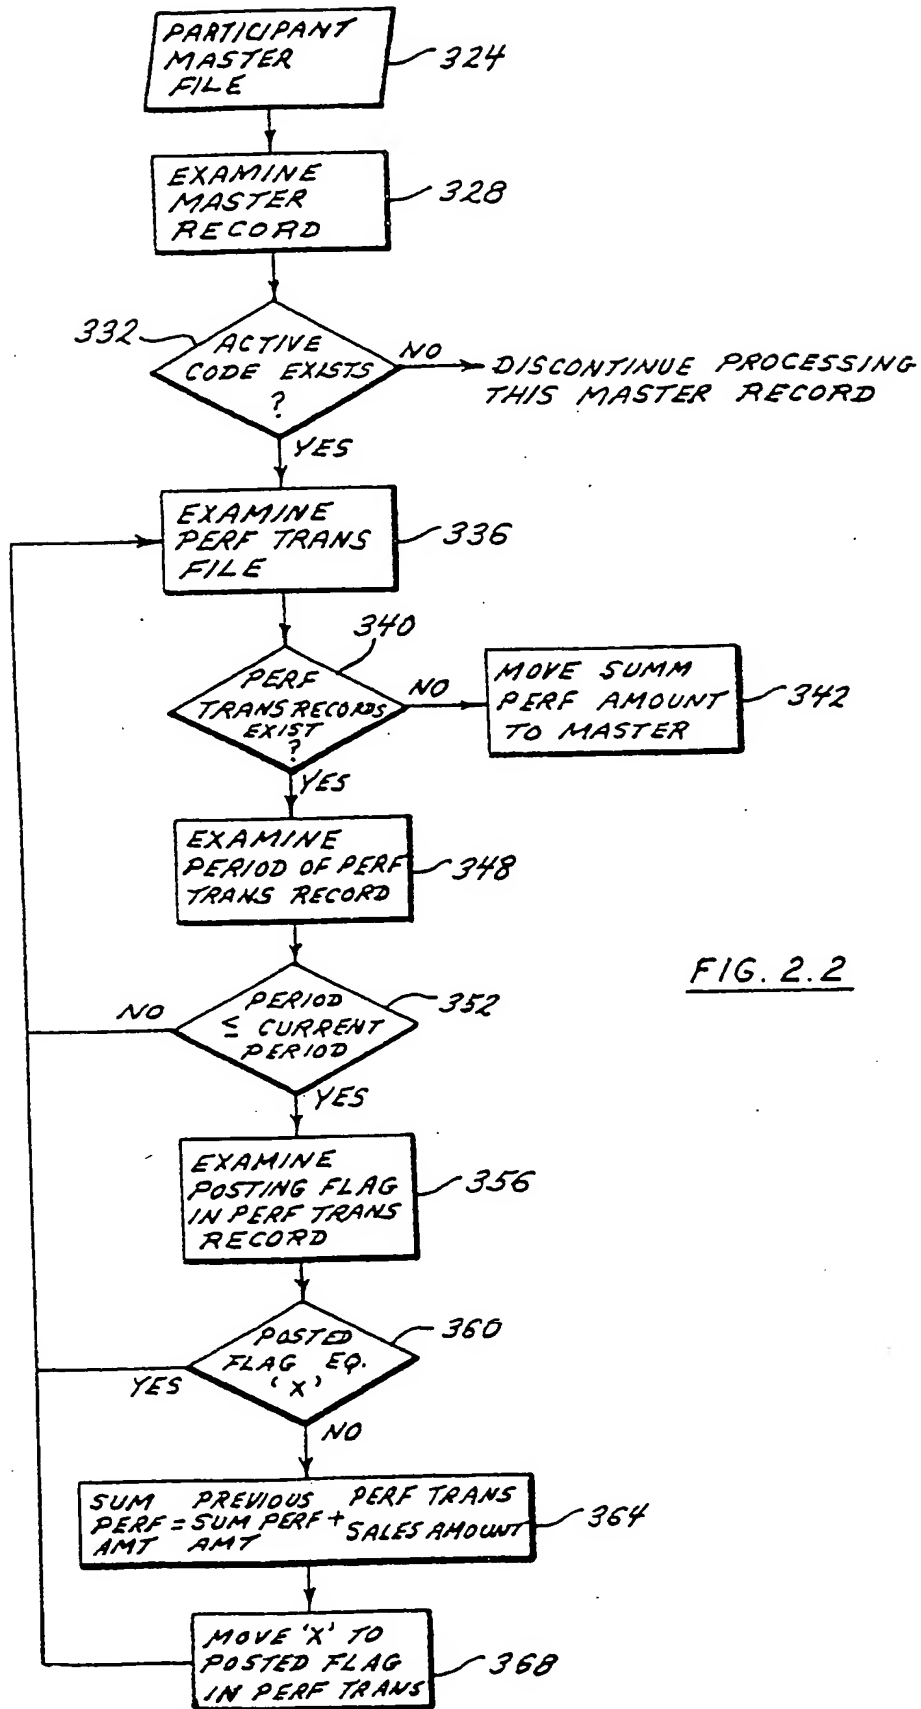 PARTICIPANT
MASTER
FILE
324
EXAMINE
MASTER
RECORD
328
332
ACTIVE
CODE EXISTS
?
NO
DISCONTINUE PROCESSING
THIS MASTER RECORD
YES
EXAMINE
PERF TRANS
FILE
336
340
PERF
TRANS RECORDS
EXIST
?
NO
MOVE SUMM
PERF AMOUNT
TO MASTER
342
YES
EXAMINE
PERIOD OF PERF
TRANS RECORD
348
FIG. 2.2
NO
PERIOD
≤ CURRENT
PERIOD
352
YES
EXAMINE
POSTING FLAG
IN PERF TRANS
RECORD
356
POSTED
FLAG EQ.
'X'
360
YES
NO
SUM PREVIOUS PERF TRANS
PERF = SUM PERF + SALES AMOUNT
AMT AMT
364
MOVE 'X' TO
POSTED FLAG
IN PERF TRANS
368